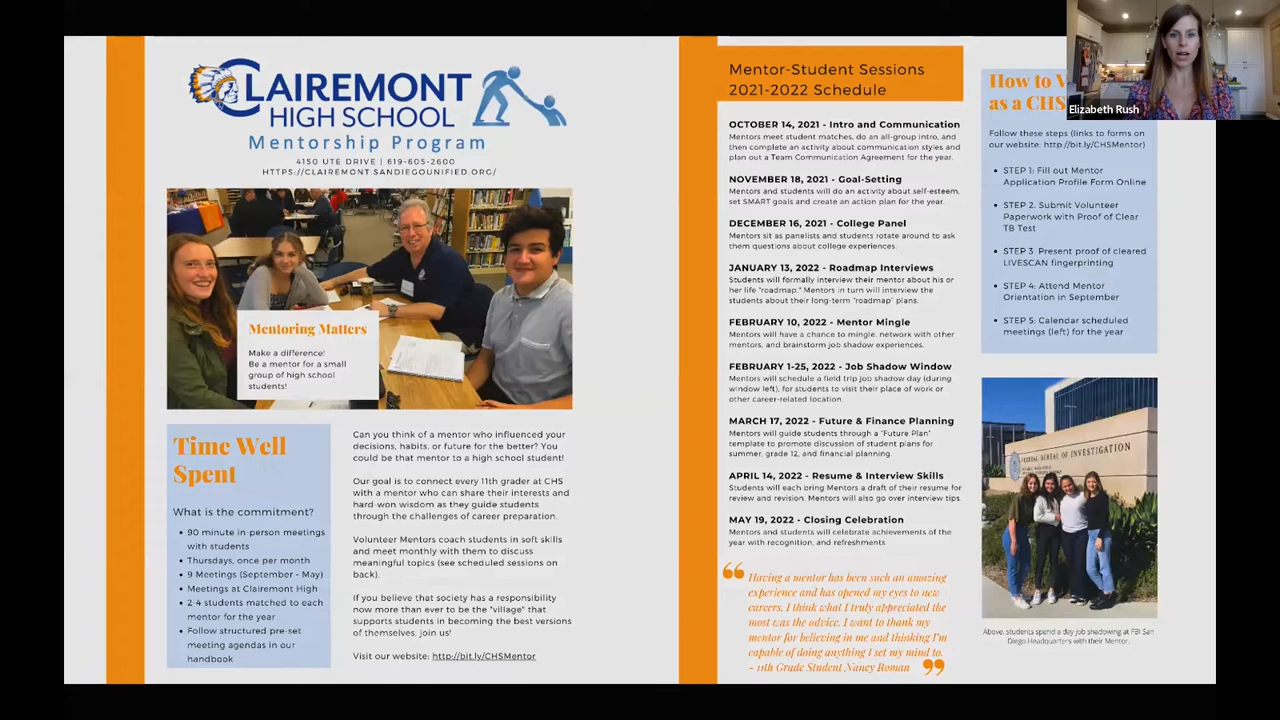 CLAIREMONT
HIGH SCHOOL
Mentorship Program
4150 UTE DRIVE | 619-605-2600
HTTPS://CLAIREMONT.SANDIEGOUNIFIED.ORG/
Mentoring Matters
Make a difference!
Be a mentor for a small
group of high school
students!
Time Well
Spent
What is the commitment?
• 90 minute in-person meetings
with students
• Thursdays, once per month
• 9 Meetings (September - May)
• Meetings at Clairemont High
• 2-4 students matched to each
mentor for the year
• Follow structured pre-set
meeting agendas in our
handbook
Can you think of a mentor who influenced your
decisions, habits, or future for the better? You
could be that mentor to a high school student!
Our goal is to connect every 11th grader at CHS
with a mentor who can share their interests and
hard-won wisdom as they guide students
through the challenges of career preparation.
Volunteer Mentors coach students in soft skills
and meet monthly with them to discuss
meaningful topics (see scheduled sessions on
back).
If you believe that society has a responsibility
now more than ever to be the "village" that
supports students in becoming the best versions
of themselves, join us!
Visit our website: http://bit.ly/CHSMentor
Mentor-Student Sessions
2021-2022 Schedule
OCTOBER 14, 2021 - Intro and Communication
Mentors meet student matches, do an all-group intro, and
then complete an activity about communication styles and
plan out a Team Communication Agreement for the year.
NOVEMBER 18, 2021 - Goal-Setting
Mentors and students will do an activity about self-esteem,
set SMART goals and create an action plan for the year.
DECEMBER 16, 2021 - College Panel
Mentors sit as panelists and students rotate around to ask
them questions about college experiences.
JANUARY 13, 2022 - Roadmap Interviews
Students will formally interview their mentor about his or
her life "roadmap." Mentors in turn will interview the
students about their long-term "roadmap" plans.
FEBRUARY 10, 2022 - Mentor Mingle
Mentors will have a chance to mingle, network with other
mentors, and brainstorm job shadow experiences.
FEBRUARY 1-25, 2022 - Job Shadow Window
Mentors will schedule a field trip job shadow day (during
window left), for students to visit their place of work or
other career-related location
MARCH 17, 2022 - Future & Finance Planning
Mentors will guide students through a "Future Plan"
template to promote discussion of student plans for
summer, grade 12, and financial planning.
APRIL 14, 2022 - Resume & Interview Skills
Students will each bring Mentors a draft of their resume for
review and revision. Mentors will also go over interview tips.
MAY 19, 2022 - Closing Celebration
Mentors and students will celebrate achievements of the
year with recognition, and refreshments
“Having a mentor has been such an amazing
experience and has opened my eyes to new
careers. I think what I truly appreciated the
most was the advice. I want to thank my
mentor for believing in me and thinking I'm
capable of doing anything I set my mind to.
- 11th Grade Student Nancy Roman”
How to
as a CHS
Follow these steps (links to forms on
our website: http://bit.ly/CHSMentor)
• STEP 1: Fill out Mentor
Application Profile Form Online
• STEP 2. Submit Volunteer
Paperwork with Proof of Clear
TB Test
• STEP 3 Present proof of cleared
LIVESCAN fingerprinting
• STEP 4: Attend Mentor
Orientation in September
• STEP 5: Calendar scheduled
meetings (left) for the year
FEDERAL BUREAU OF INVESTIGATION
Above, students spend a day job shadowing at FBI San
Diego Headquarters with their Mentor.
Elizabeth Rush